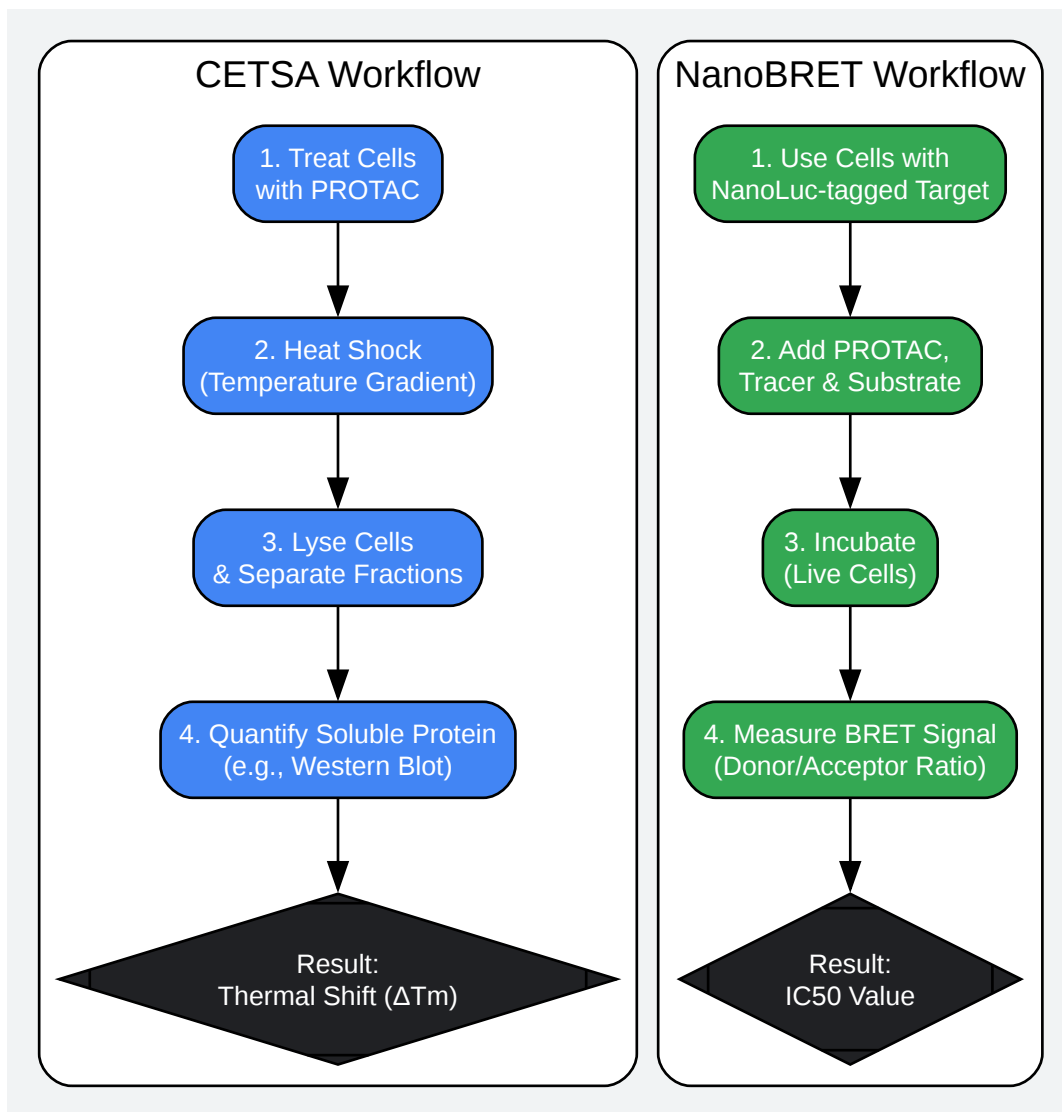 CETSA Workflow
1. Treat Cells
with PROTAC
2. Heat Shock
(Temperature Gradient)
3. Lyse Cells
& Separate Fractions
4. Quantify Soluble Protein
(e.g., Western Blot)
Result:
Thermal Shift (ΔTm)
NanoBRET Workflow
1. Use Cells with
NanoLuc-tagged Target
2. Add PROTAC,
Tracer & Substrate
3. Incubate
(Live Cells)
4. Measure BRET Signal
(Donor/Acceptor Ratio)
Result:
IC50 Value